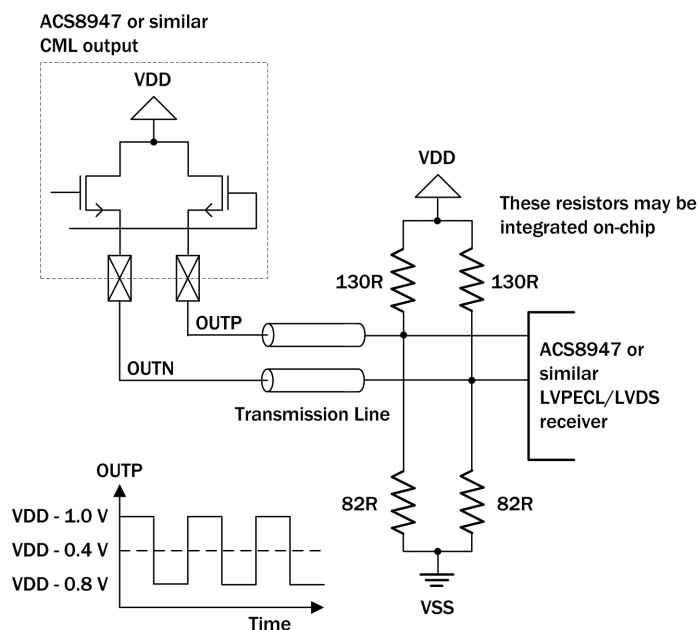 ACS8947 or similar
CML output
VDD
VDD
These resistors may be
integrated on-chip
130R
130R
OUTP
OUTN
Transmission Line
ACS8947 or
similar
LVPECL/LVDS
receiver
82R
82R
VSS
OUTP
VDD - 1.0 V
VDD - 0.4 V
VDD - 0.8 V
Time